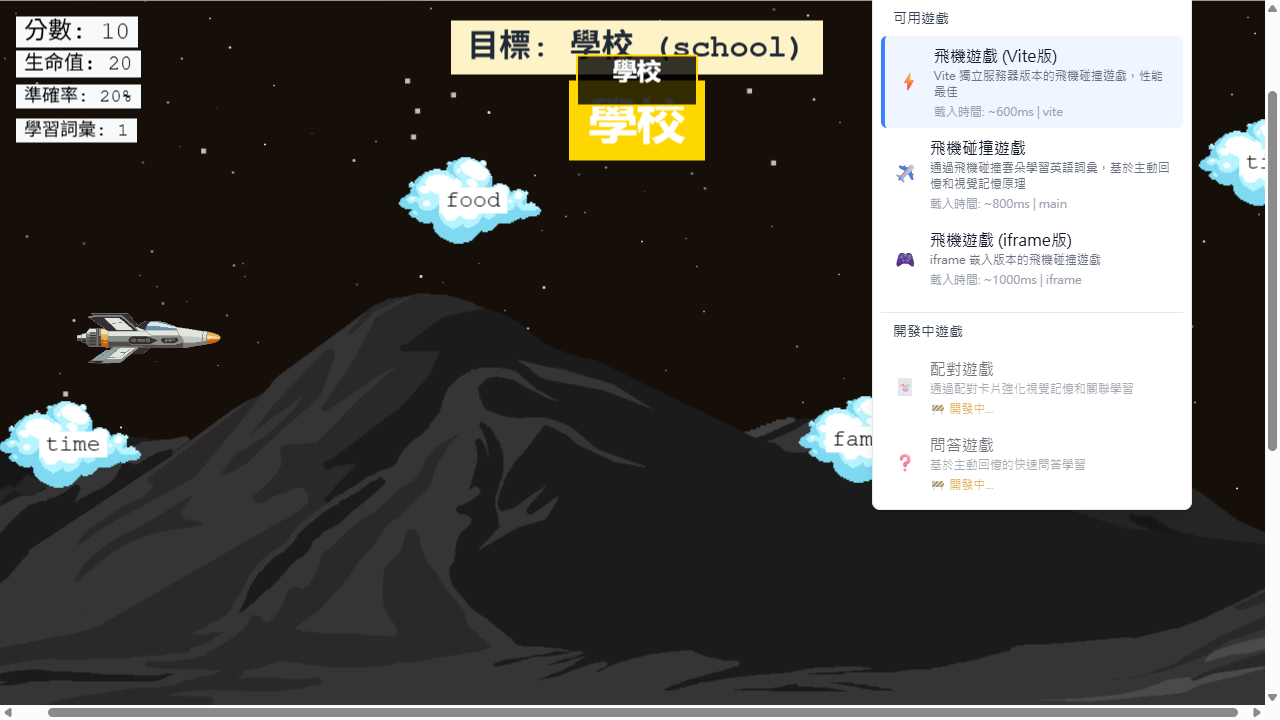 分數: 10
生命值: 20
準確率: 20%
學習詞彙: 1
目標: 學校 (school)
學校
學校
food
time
fam
ti
可用遊戲
飛機遊戲 (Vite版)
Vite 獨立服務器版本的飛機碰撞遊戲，性能
最佳
載入時間: ~600ms | vite
飛機碰撞遊戲
通過飛機碰撞雲朵學習英語詞彙，基於主動回
憶和視覺記憶原理
載入時間: ~800ms | main
飛機遊戲 (iframe版)
iframe 嵌入版本的飛機碰撞遊戲
載入時間: ~1000ms | iframe
開發中遊戲
配對遊戲
通過配對卡片強化視覺記憶和關聯學習
開發中...
問答遊戲
基於主動回憶的快速問答學習
開發中...